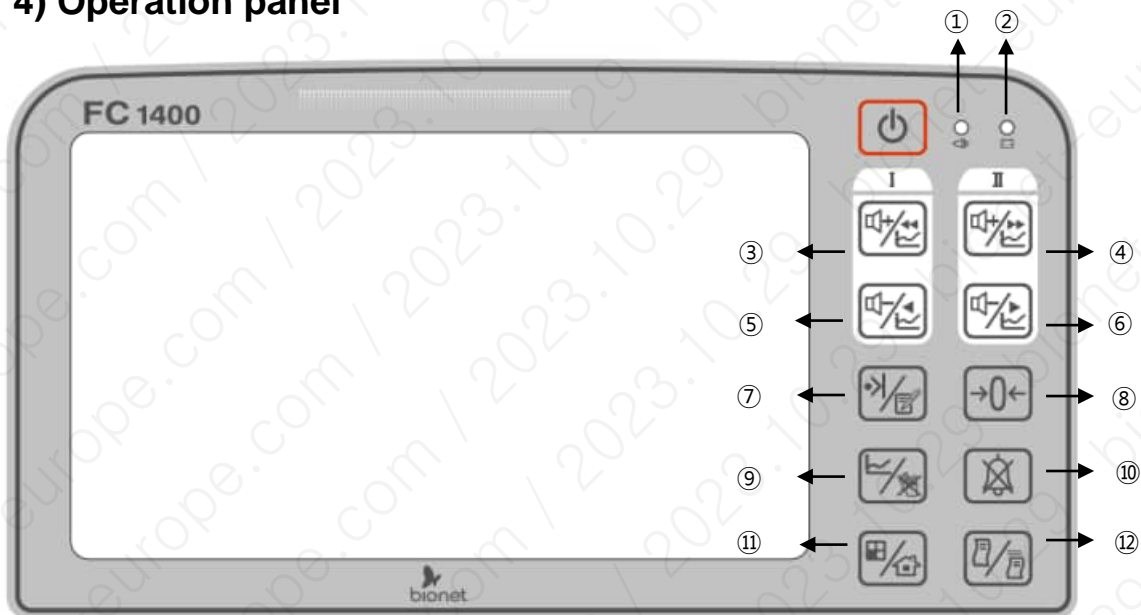 4) Operation panel
① ②
FC 1400
I II
③ ④
⑤ ⑥
⑦ ⑧
⑨ ⑩
⑪ ⑫
bionet